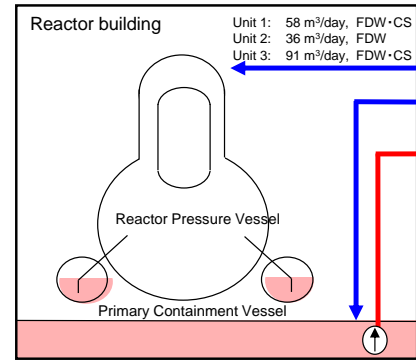 Reactor building
Unit 1: 58 m³/day, FDW・CS
Unit 2: 36 m³/day, FDW
Unit 3: 91 m³/day, FDW・CS
Reactor Pressure Vessel
Primary Containment Vessel